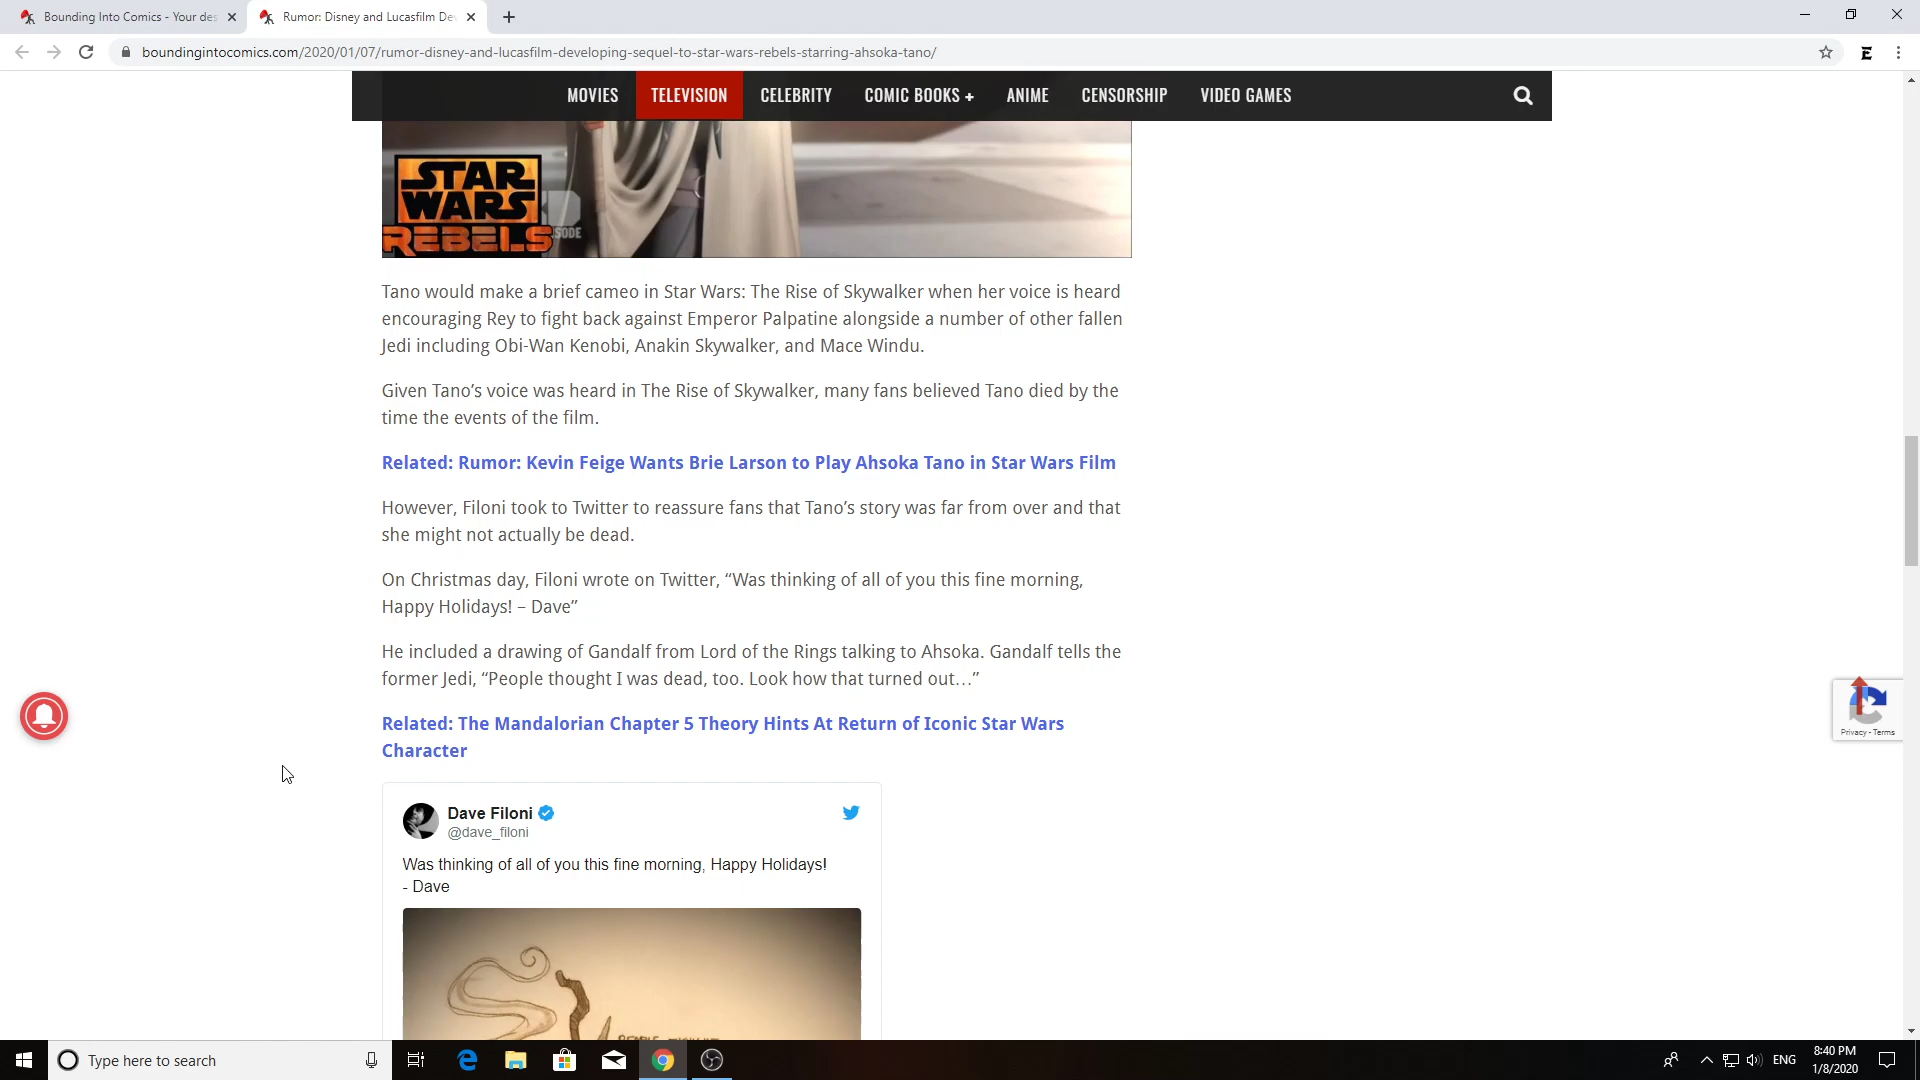 Bounding Into Comics - Your des
Rumor: Disney and Lucasfilm De
boundingintocomics.com/2020/01/07/rumor-disney-and-lucasfilm-developing-sequel-to-star-wars-rebels-starring-ahsoka-tano/
MOVIES TELEVISION CELEBRITY COMIC BOOKS + ANIME CENSORSHIP VIDEO GAMES
STAR
WARS
REBELS
Tano would make a brief cameo in Star Wars: The Rise of Skywalker when her voice is heard
encouraging Rey to fight back against Emperor Palpatine alongside a number of other fallen
Jedi including Obi-Wan Kenobi, Anakin Skywalker, and Mace Windu.
Given Tano’s voice was heard in The Rise of Skywalker, many fans believed Tano died by the
time the events of the film.
Related: Rumor: Kevin Feige Wants Brie Larson to Play Ahsoka Tano in Star Wars Film
However, Filoni took to Twitter to reassure fans that Tano’s story was far from over and that
she might not actually be dead.
On Christmas day, Filoni wrote on Twitter, “Was thinking of all of you this fine morning,
Happy Holidays! – Dave”
He included a drawing of Gandalf from Lord of the Rings talking to Ahsoka. Gandalf tells the
former Jedi, “People thought I was dead, too. Look how that turned out…”
Related: The Mandalorian Chapter 5 Theory Hints At Return of Iconic Star Wars
Character
Privacy - Terms
Dave Filoni
@dave_filoni
Was thinking of all of you this fine morning, Happy Holidays!
- Dave
Type here to search
ENG
8:40 PM
1/8/2020